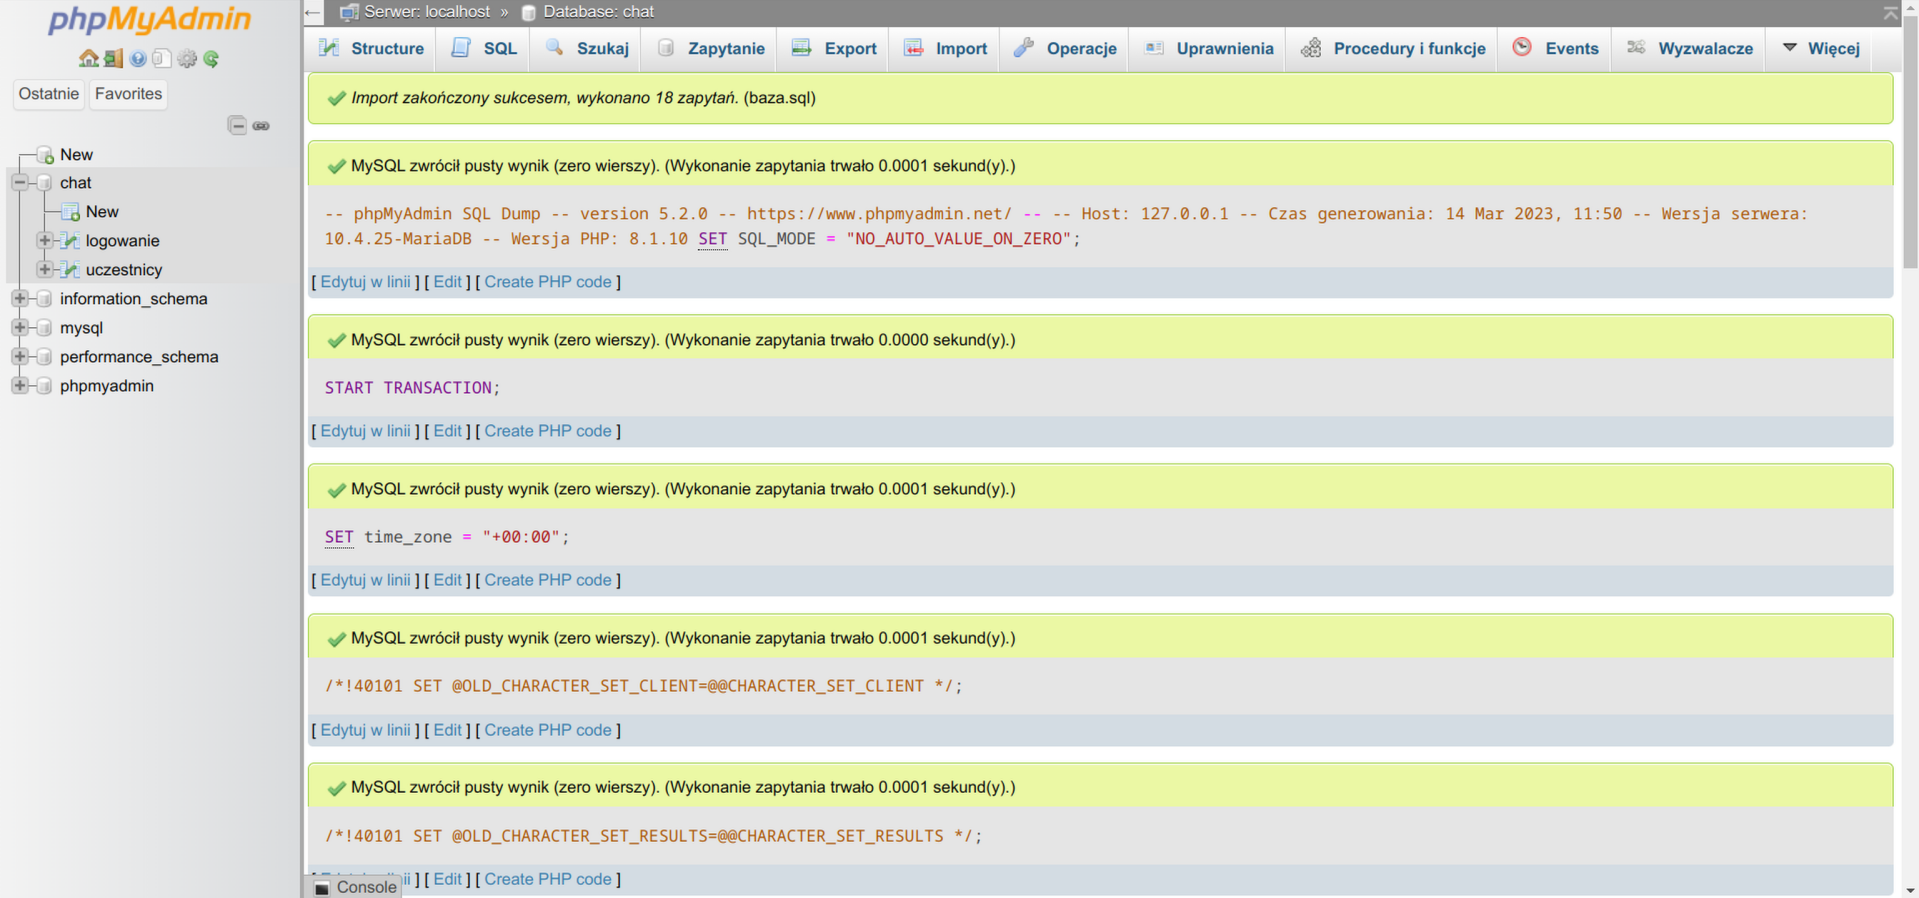 phpMyAdmin
Ostatnie Favorites
New
chat
New
logowanie
uczestnicy
information_schema
mysql
performance_schema
phpmyadmin
Serwer: localhost » Database: chat
Structure SQL Szukaj Zapytanie Export Import Operacje Uprawnienia Procedury i funkcje Events Wyzwalacze Więcej
Import zakończony sukcesem, wykonano 18 zapytań. (baza.sql)
MySQL zwrócił pusty wynik (zero wierszy). (Wykonanie zapytania trwało 0.0001 sekund(y).)
-- phpMyAdmin SQL Dump -- version 5.2.0 -- https://www.phpmyadmin.net/ -- -- Host: 127.0.0.1 -- Czas generowania: 14 Mar 2023, 11:50 -- Wersja serwera:
10.4.25-MariaDB -- Wersja PHP: 8.1.10 SET SQL_MODE = "NO_AUTO_VALUE_ON_ZERO";
[ Edytuj w linii ] [ Edit ] [ Create PHP code ]
MySQL zwrócił pusty wynik (zero wierszy). (Wykonanie zapytania trwało 0.0000 sekund(y).)
START TRANSACTION;
[ Edytuj w linii ] [ Edit ] [ Create PHP code ]
MySQL zwrócił pusty wynik (zero wierszy). (Wykonanie zapytania trwało 0.0001 sekund(y).)
SET time_zone = "+00:00";
[ Edytuj w linii ] [ Edit ] [ Create PHP code ]
MySQL zwrócił pusty wynik (zero wierszy). (Wykonanie zapytania trwało 0.0001 sekund(y).)
/*!40101 SET @OLD_CHARACTER_SET_CLIENT=@@CHARACTER_SET_CLIENT */;
[ Edytuj w linii ] [ Edit ] [ Create PHP code ]
MySQL zwrócił pusty wynik (zero wierszy). (Wykonanie zapytania trwało 0.0001 sekund(y).)
/*!40101 SET @OLD_CHARACTER_SET_RESULTS=@@CHARACTER_SET_RESULTS */;
] [ Edit ] [ Create PHP code ]
Console